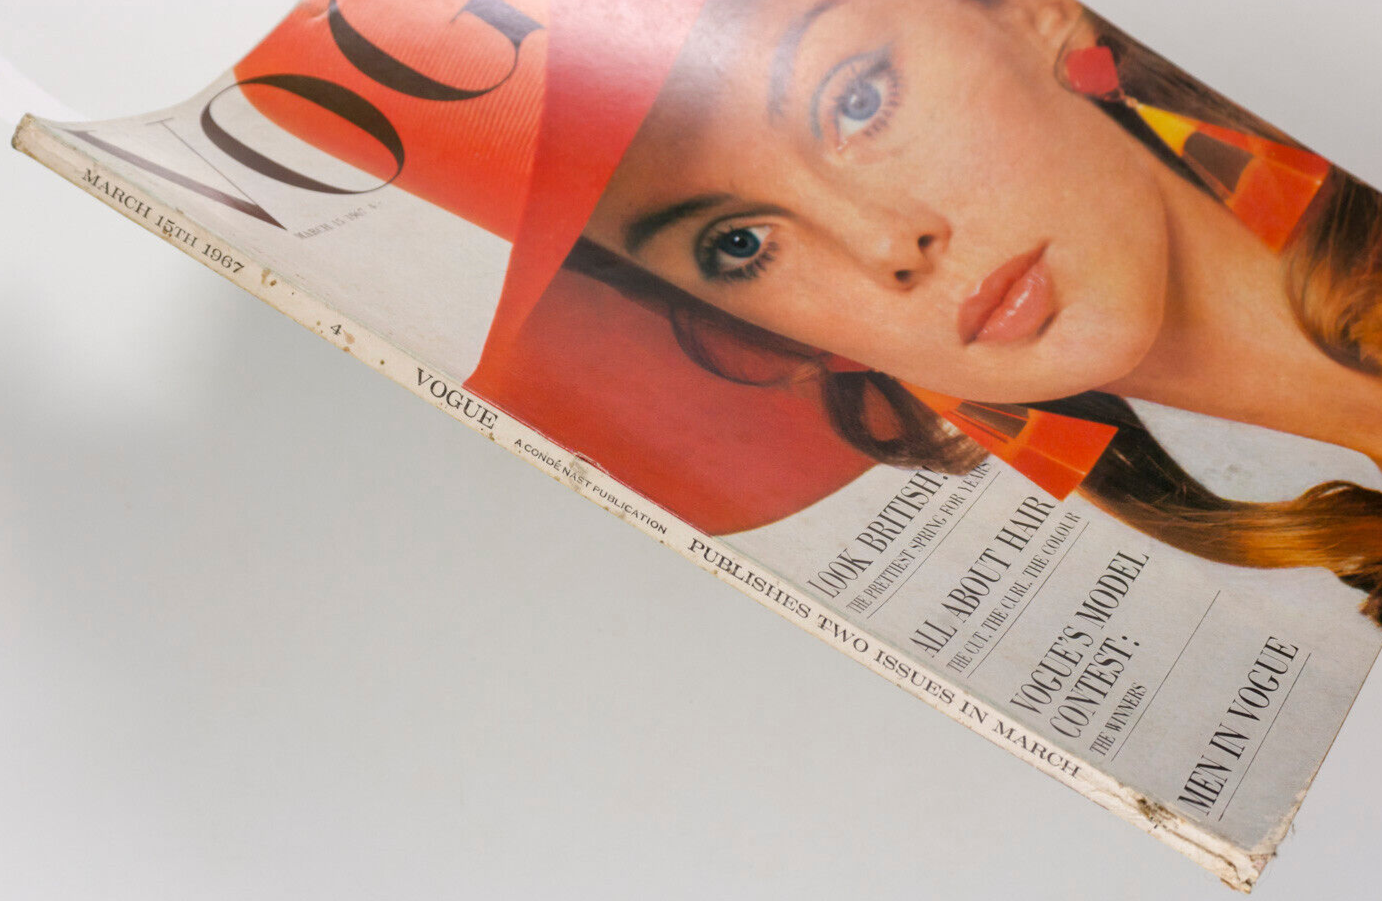 VOG
MARCH 15 1967
LOOK BRITISH!
THE PRETTIEST SPRING FOR YEARS
ALL ABOUT HAIR
THE CUT, THE CURL, THE COLOUR
VOGUE'S MODEL
CONTEST:
THE WINNERS
MEN IN VOGUE
MARCH 15TH 1967 4 VOGUE A CONDÉ NAST PUBLICATION PUBLISHES TWO ISSUES IN MARCH